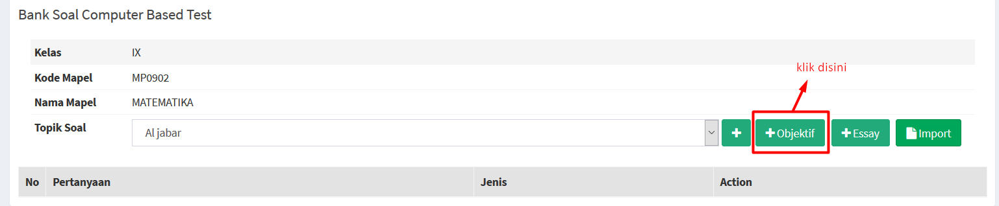 Bank Soal Computer Based Test
Kelas IX
klik disini
Kode Mapel MP0902
Nama Mapel MATEMATIKA
Topik Soal Al jabar Objektif Essay Import
No Pertanyaan Jenis Action